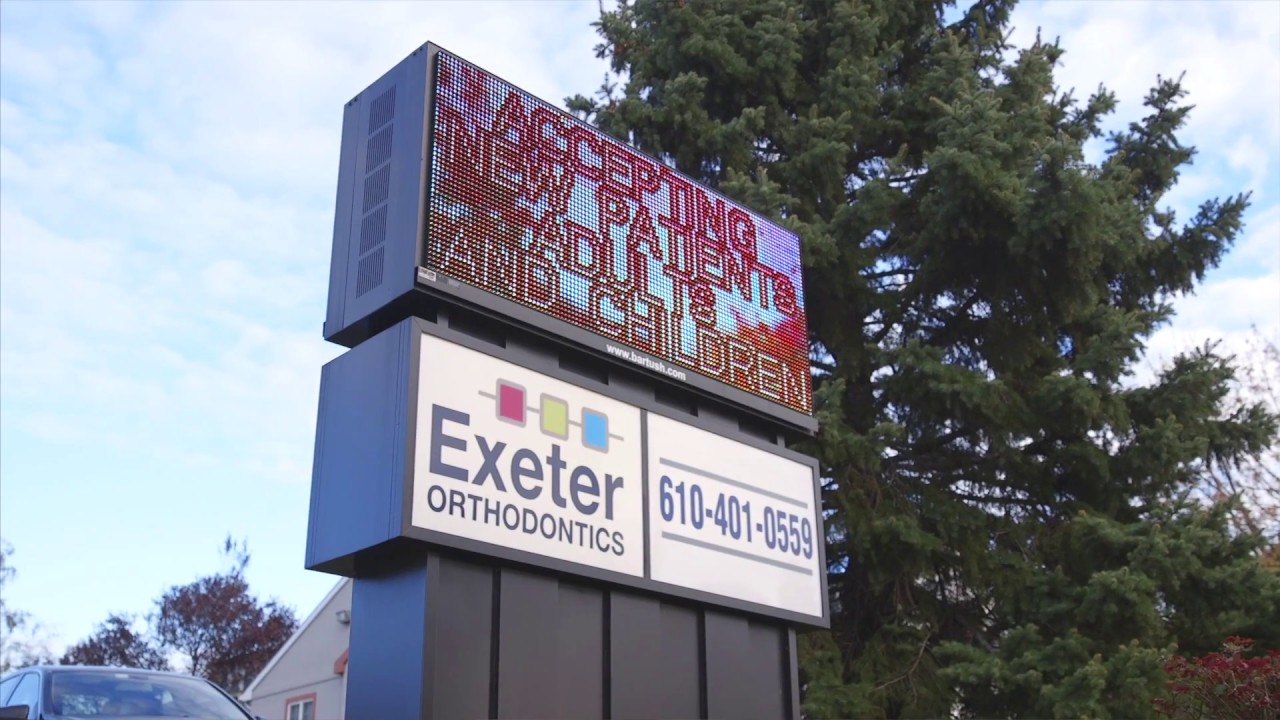 ACCEPTING
NEW PATIENTS
ADULTS
AND CHILDREN
www.bartush.com
Exeter
ORTHODONTICS
610-401-0559